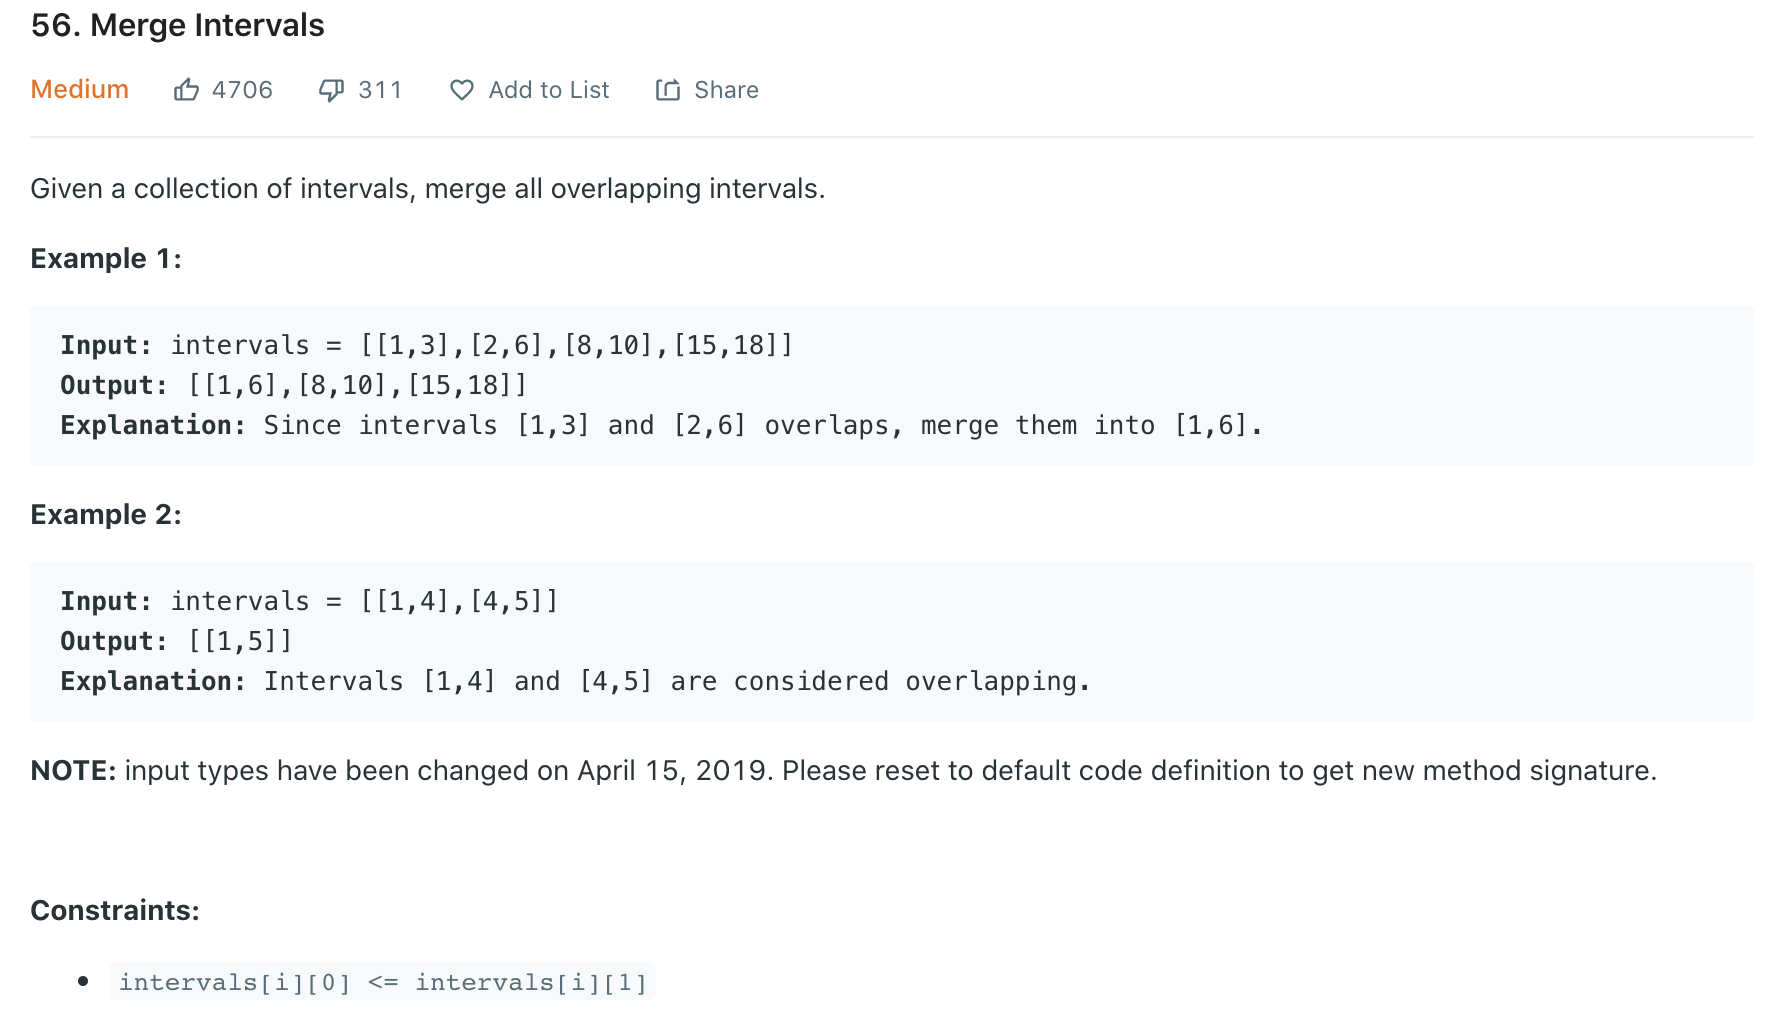 56. Merge Intervals
Medium 4706 311 Add to List Share
Given a collection of intervals, merge all overlapping intervals.
Example 1:
Input: intervals = [[1,3],[2,6],[8,10],[15,18]]
Output: [[1,6],[8,10],[15,18]]
Explanation: Since intervals [1,3] and [2,6] overlaps, merge them into [1,6].
Example 2:
Input: intervals = [[1,4],[4,5]]
Output: [[1,5]]
Explanation: Intervals [1,4] and [4,5] are considered overlapping.
NOTE: input types have been changed on April 15, 2019. Please reset to default code definition to get new method signature.
Constraints:
• intervals[i][0] <= intervals[i][1]